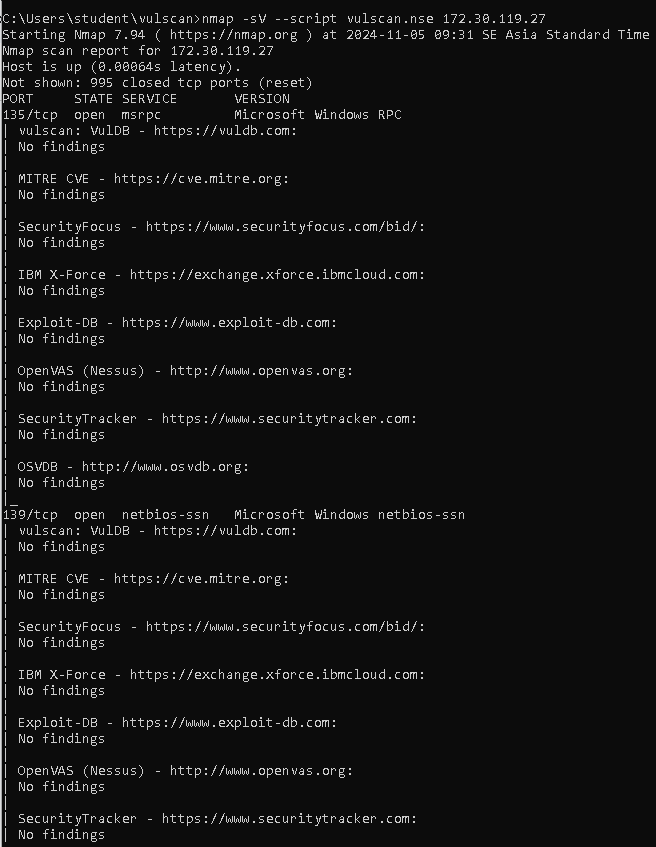 C:\Users\student\vulscan>nmap -sV --script vulscan.nse 172.30.119.27
Starting Nmap 7.94 ( https://nmap.org ) at 2024-11-05 09:31 SE Asia Standard Time
Nmap scan report for 172.30.119.27
Host is up (0.00064s latency).
Not shown: 995 closed tcp ports (reset)
PORT     STATE SERVICE       VERSION
135/tcp  open  msrpc         Microsoft Windows RPC
| vulscan: VulDB - https://vuldb.com:
| No findings
|
| MITRE CVE - https://cve.mitre.org:
| No findings
|
| SecurityFocus - https://www.securityfocus.com/bid/:
| No findings
|
| IBM X-Force - https://exchange.xforce.ibmcloud.com:
| No findings
|
| Exploit-DB - https://www.exploit-db.com:
| No findings
|
| OpenVAS (Nessus) - http://www.openvas.org:
| No findings
|
| SecurityTracker - https://www.securitytracker.com:
| No findings
|
| OSVDB - http://www.osvdb.org:
| No findings
|_
139/tcp  open  netbios-ssn   Microsoft Windows netbios-ssn
| vulscan: VulDB - https://vuldb.com:
| No findings
|
| MITRE CVE - https://cve.mitre.org:
| No findings
|
| SecurityFocus - https://www.securityfocus.com/bid/:
| No findings
|
| IBM X-Force - https://exchange.xforce.ibmcloud.com:
| No findings
|
| Exploit-DB - https://www.exploit-db.com:
| No findings
|
| OpenVAS (Nessus) - http://www.openvas.org:
| No findings
|
| SecurityTracker - https://www.securitytracker.com:
| No findings